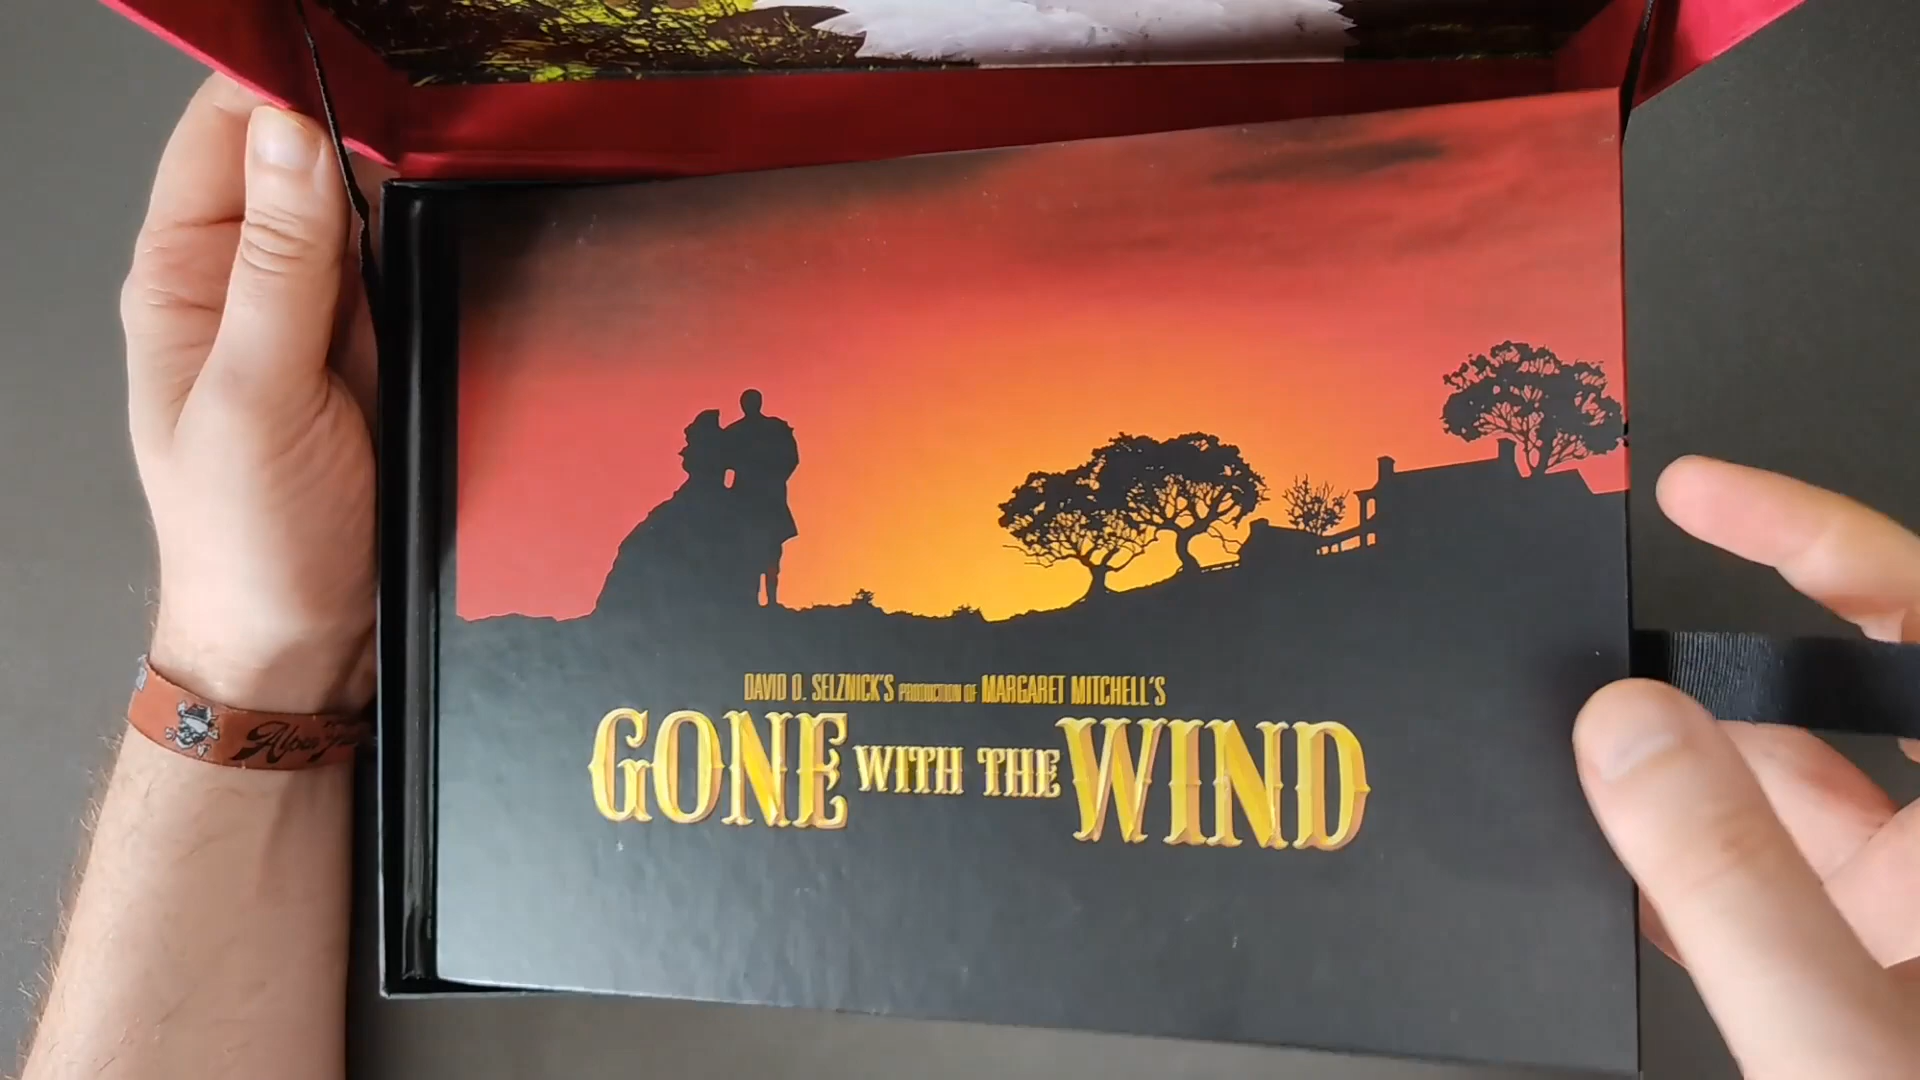 DAVID O. SELZNICK'S PRODUCTION OF MARGARET MITCHELL'S
GONE WITH THE WIND